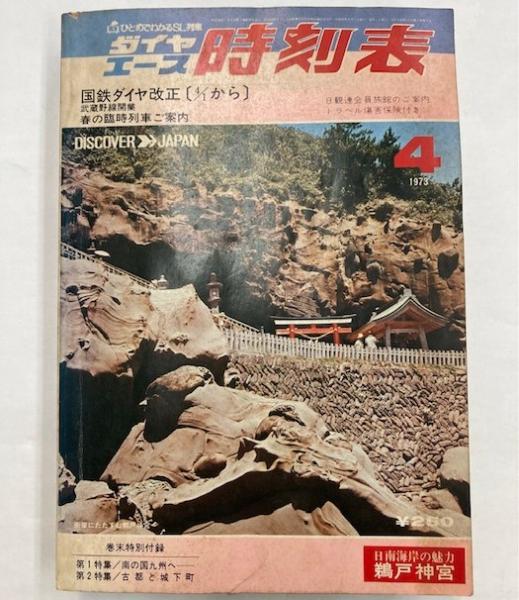 ひとめでわかるSL列車
ダイヤエース 時刻表
国鉄ダイヤ改正〔4/1から〕
武蔵野線開業
春の臨時列車ご案内
日観連会員旅館のご案内
トラベル傷害保険付き
DISCOVER JAPAN
4
1973
¥260
巻末特別付録
第1特集／南の国九州へ――
第2特集／古都と城下町
日南海岸の魅力
鵜戸神宮